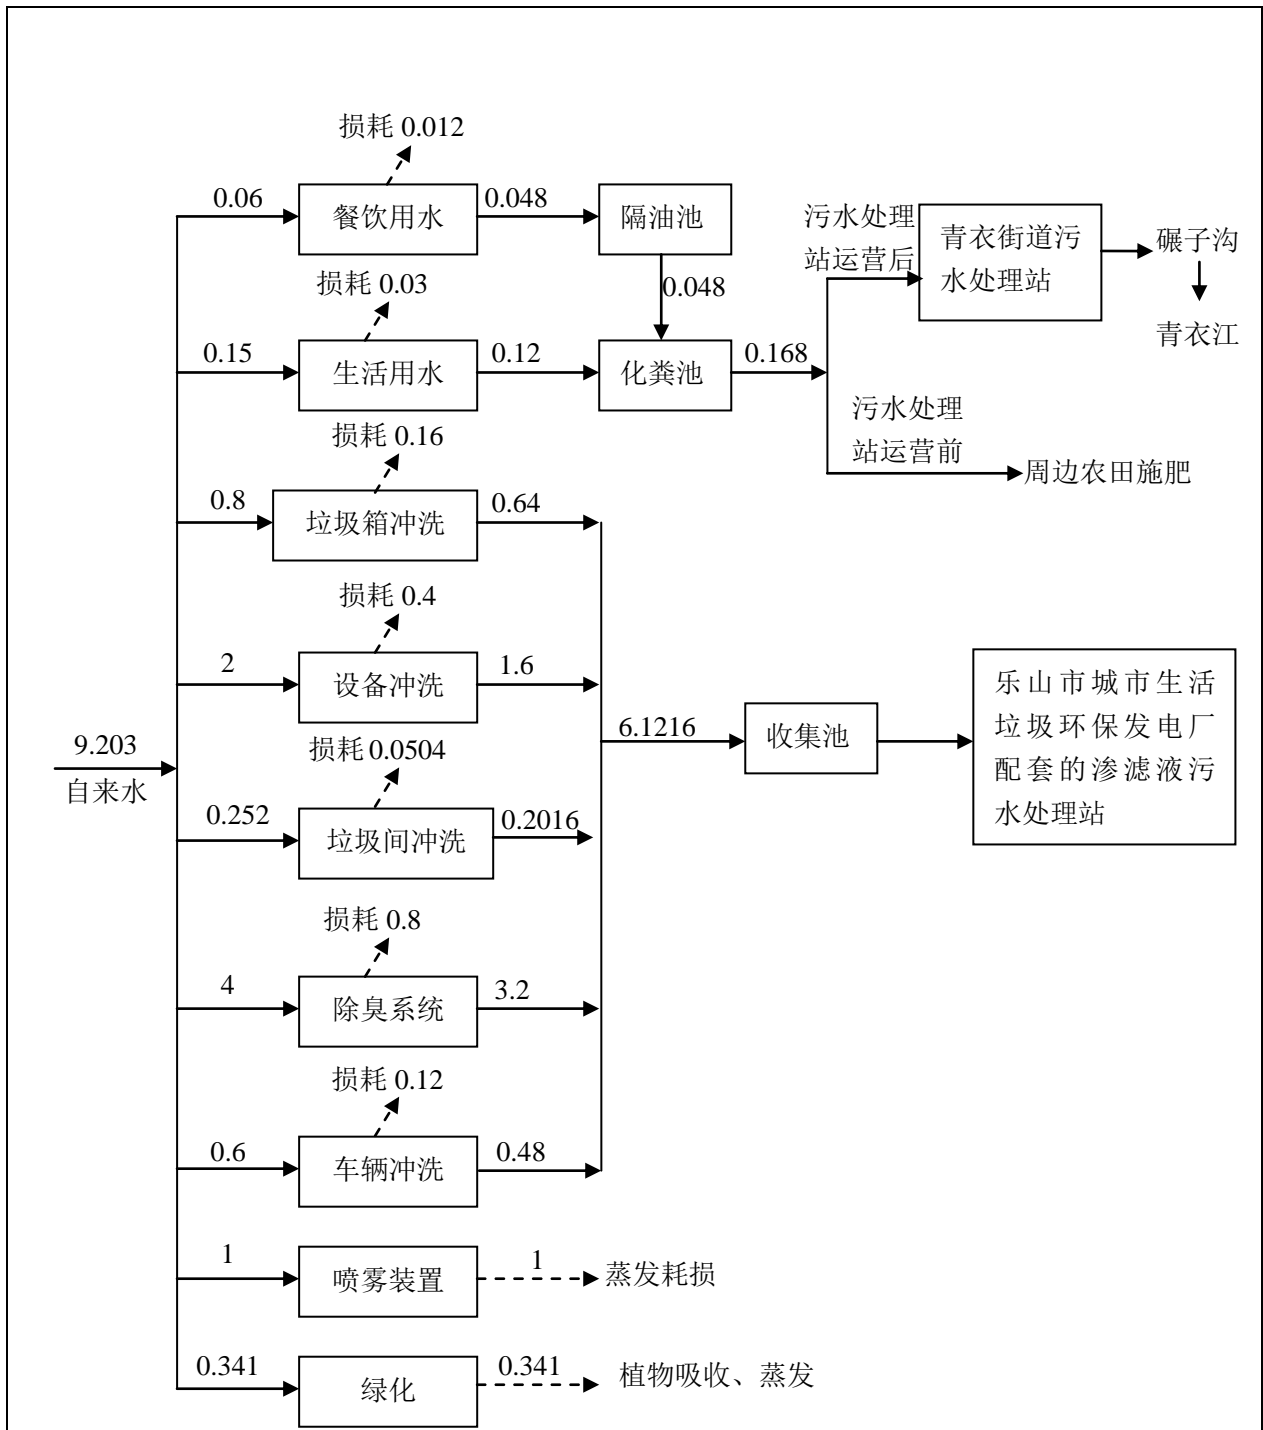 损耗 0.012
0.06
餐饮用水
0.048
隔油池
污水处理
站运营后
青衣街道污
水处理站
碾子沟
青衣江
损耗 0.03
0.048
0.15
生活用水
0.12
化粪池
0.168
污水处理
站运营前
周边农田施肥
损耗 0.16
0.8
垃圾箱冲洗
0.64
损耗 0.4
2
设备冲洗
1.6
9.203
自来水
6.1216
收集池
乐山市城市生活
垃圾环保发电厂
配套的渗滤液污
水处理站
损耗 0.0504
0.252
垃圾间冲洗
0.2016
损耗 0.8
4
除臭系统
3.2
损耗 0.12
0.6
车辆冲洗
0.48
1
喷雾装置
1
蒸发耗损
0.341
绿化
0.341
植物吸收、蒸发